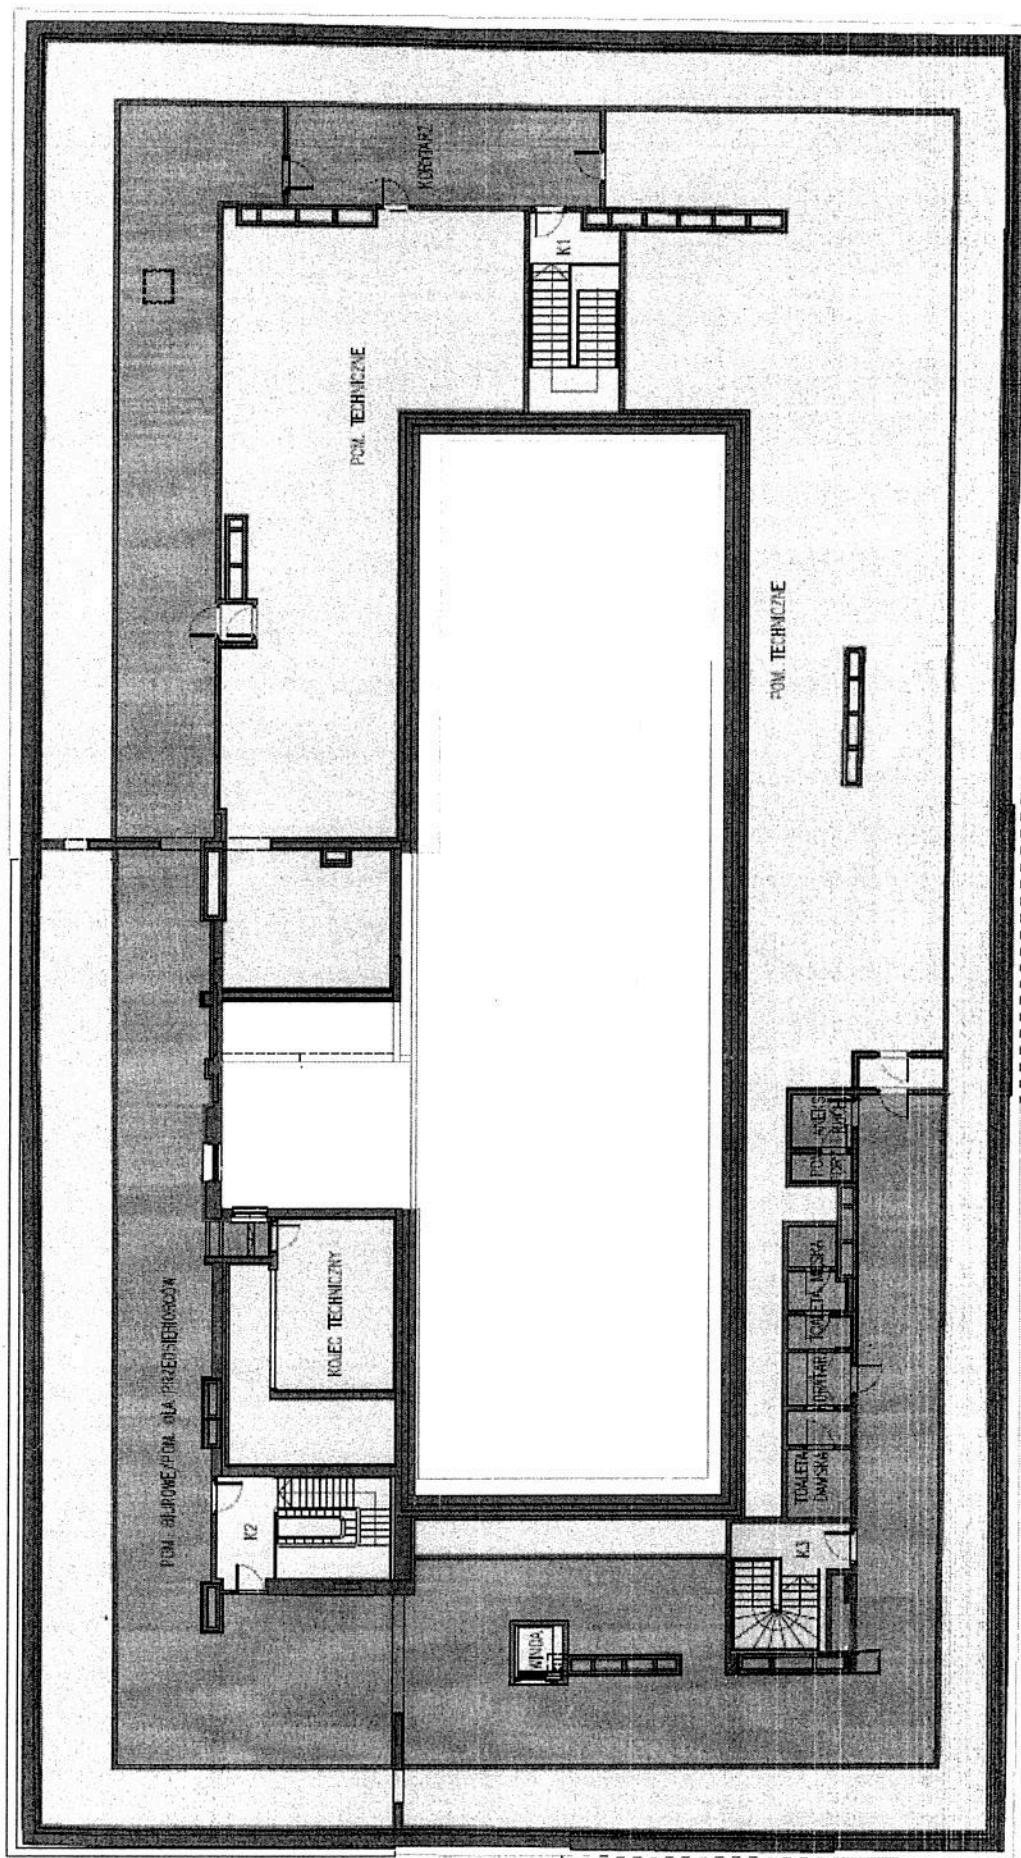 KORYTARZ
K1
POM. TECHNICZNE
POM. TECHNICZNE
POM. BIUROWE/POM. DLA PRZEDSIĘBIORCÓW
KOJEC TECHNICZNY
K2
TOALETA MĘSKA
TOALETA
DAMSKA
K3
WINDA